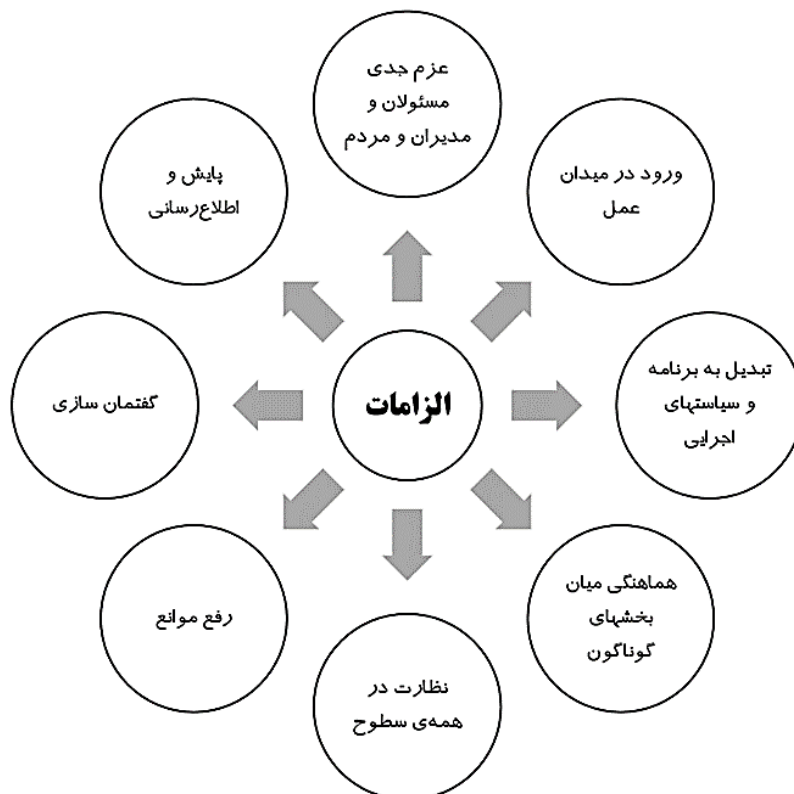 عزم جدی
مسئولان و
مدیران و مردم
ورود در میدان
عمل
تبدیل به برنامه
و سیاستهای
اجرایی
هماهنگی میان
بخشهای
گوناگون
نظارت در
همه‌ی سطوح
رفع موانع
گفتمان سازی
پایش و
اطلاع‌رسانی
الزامات